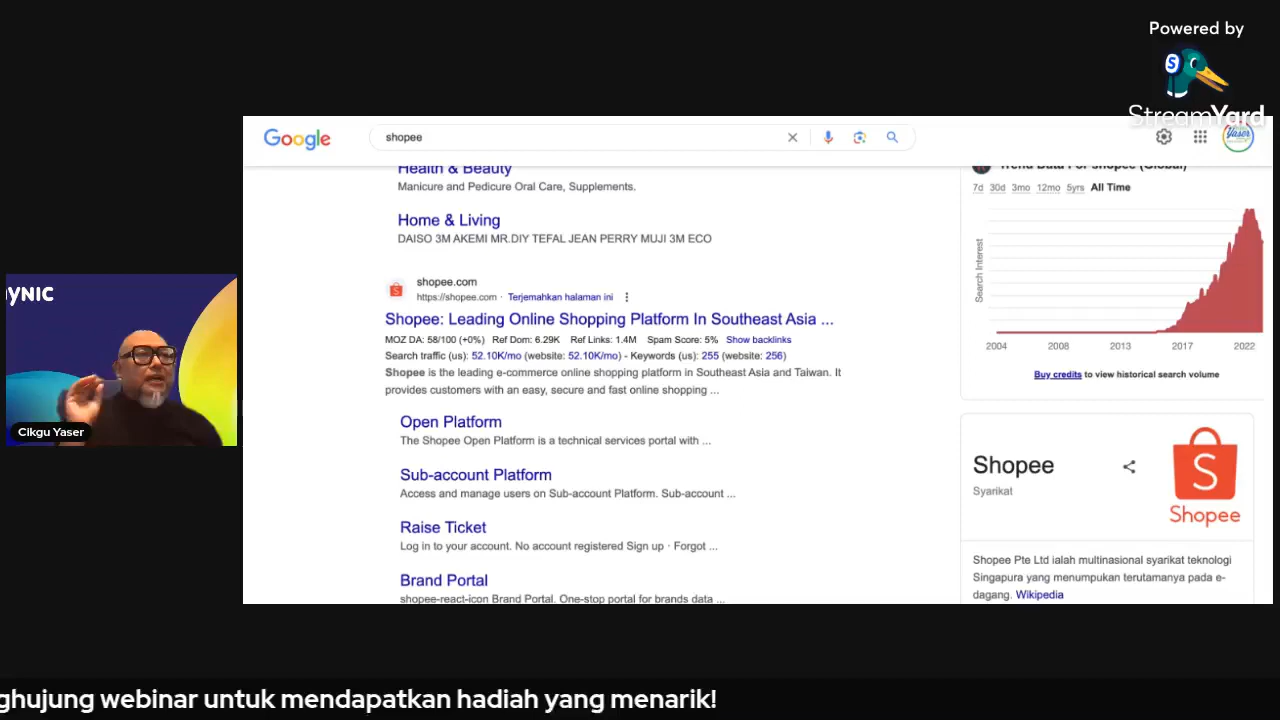 Powered by
StreamYard
Google
shopee
Health & Beauty
Manicure and Pedicure Oral Care, Supplements.
Home & Living
DAISO 3M AKEMI MR.DIY TEFAL JEAN PERRY MUJI 3M ECO
shopee.com
https://shopee.com · Terjemahkan halaman ini
Shopee: Leading Online Shopping Platform In Southeast Asia ...
MOZ DA: 58/100 (+0%) Ref Dom: 6.29K Ref Links: 1.4M Spam Score: 5% Show backlinks
Search traffic (us): 52.10K/mo (website: 52.10K/mo) - Keywords (us): 255 (website: 256)
Shopee is the leading e-commerce online shopping platform in Southeast Asia and Taiwan. It
provides customers with an easy, secure and fast online shopping ...
Open Platform
The Shopee Open Platform is a technical services portal with ...
Sub-account Platform
Access and manage users on Sub-account Platform. Sub-account ...
Raise Ticket
Log in to your account. No account registered Sign up · Forgot ...
Brand Portal
shopee-react-icon Brand Portal. One-stop portal for brands data ...
Trend Data For shopee (Global)
7d 30d 3mo 12mo 5yrs All Time
Search Interest
2004 2008 2013 2017 2022
Buy credits to view historical search volume
Shopee
Syarikat
S
Shopee
Shopee Pte Ltd ialah multinasional syarikat teknologi
Singapura yang menumpukan terutamanya pada e-
dagang. Wikipedia
YNIC
Cikgu Yaser
ghujung webinar untuk mendapatkan hadiah yang menarik!